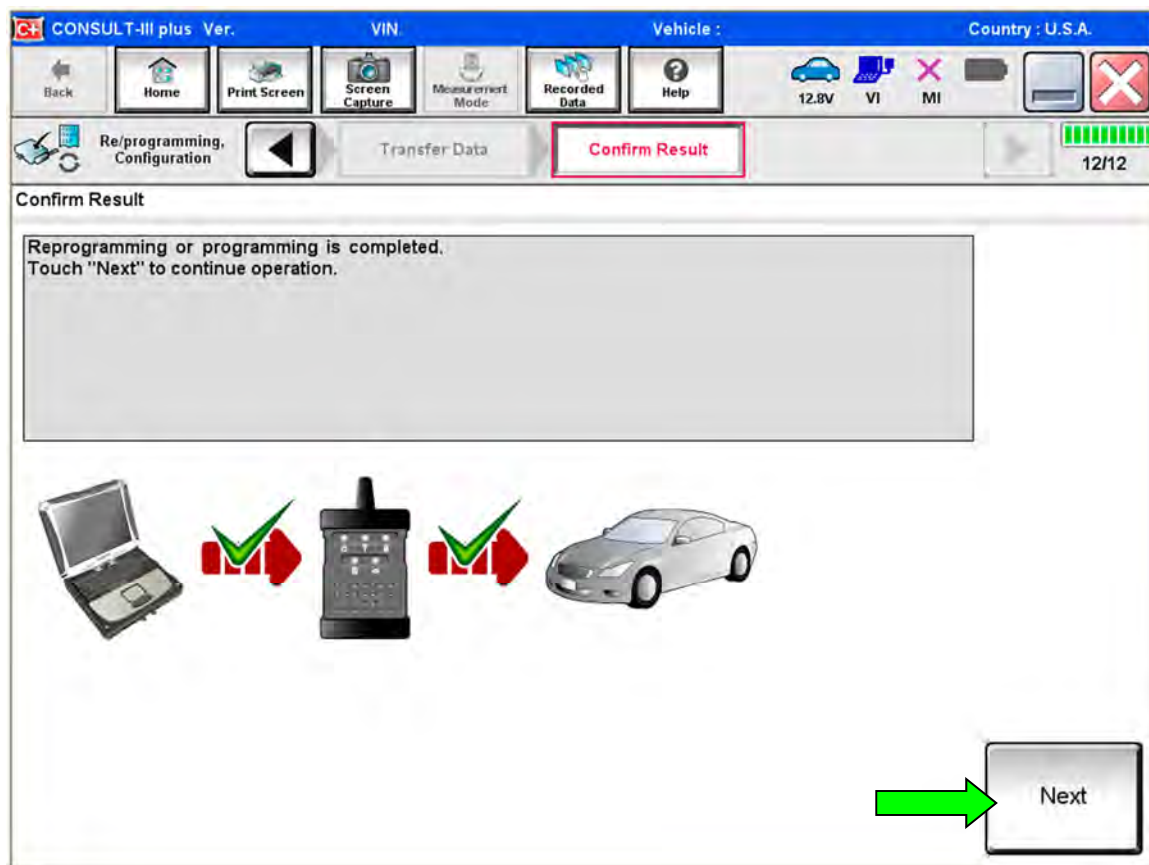 C+ CONSULT-III plus Ver. VIN Vehicle : Country : U.S.A.
Back Home Print Screen Screen Capture Measurement Mode Recorded Data Help 12.8V VI MI
Re/programming, Configuration Transfer Data Confirm Result 12/12
Confirm Result
Reprogramming or programming is completed.
Touch "Next" to continue operation.
Next